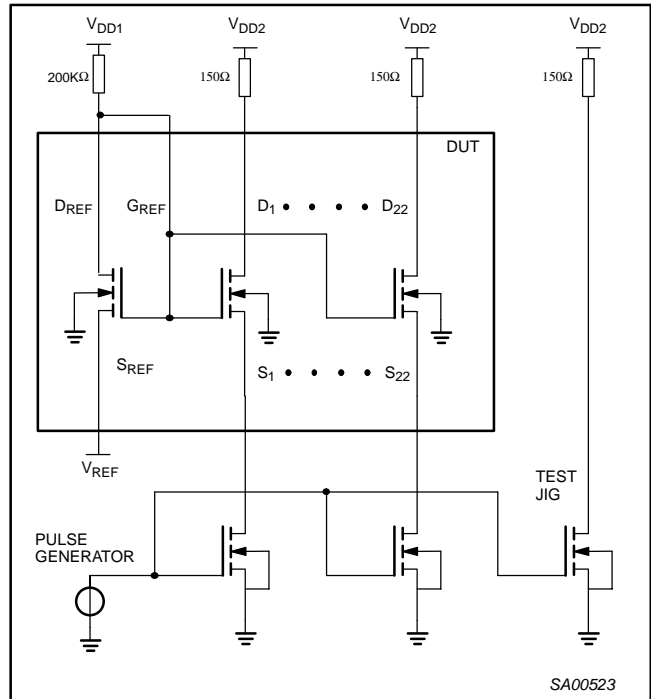 VDD1 VDD2 VDD2 VDD2
200KΩ 150Ω 150Ω 150Ω
DUT
DREF GREF D1 • • • • D22
SREF S1 • • • • S22
VREF
TEST
JIG
PULSE
GENERATOR
SA00523